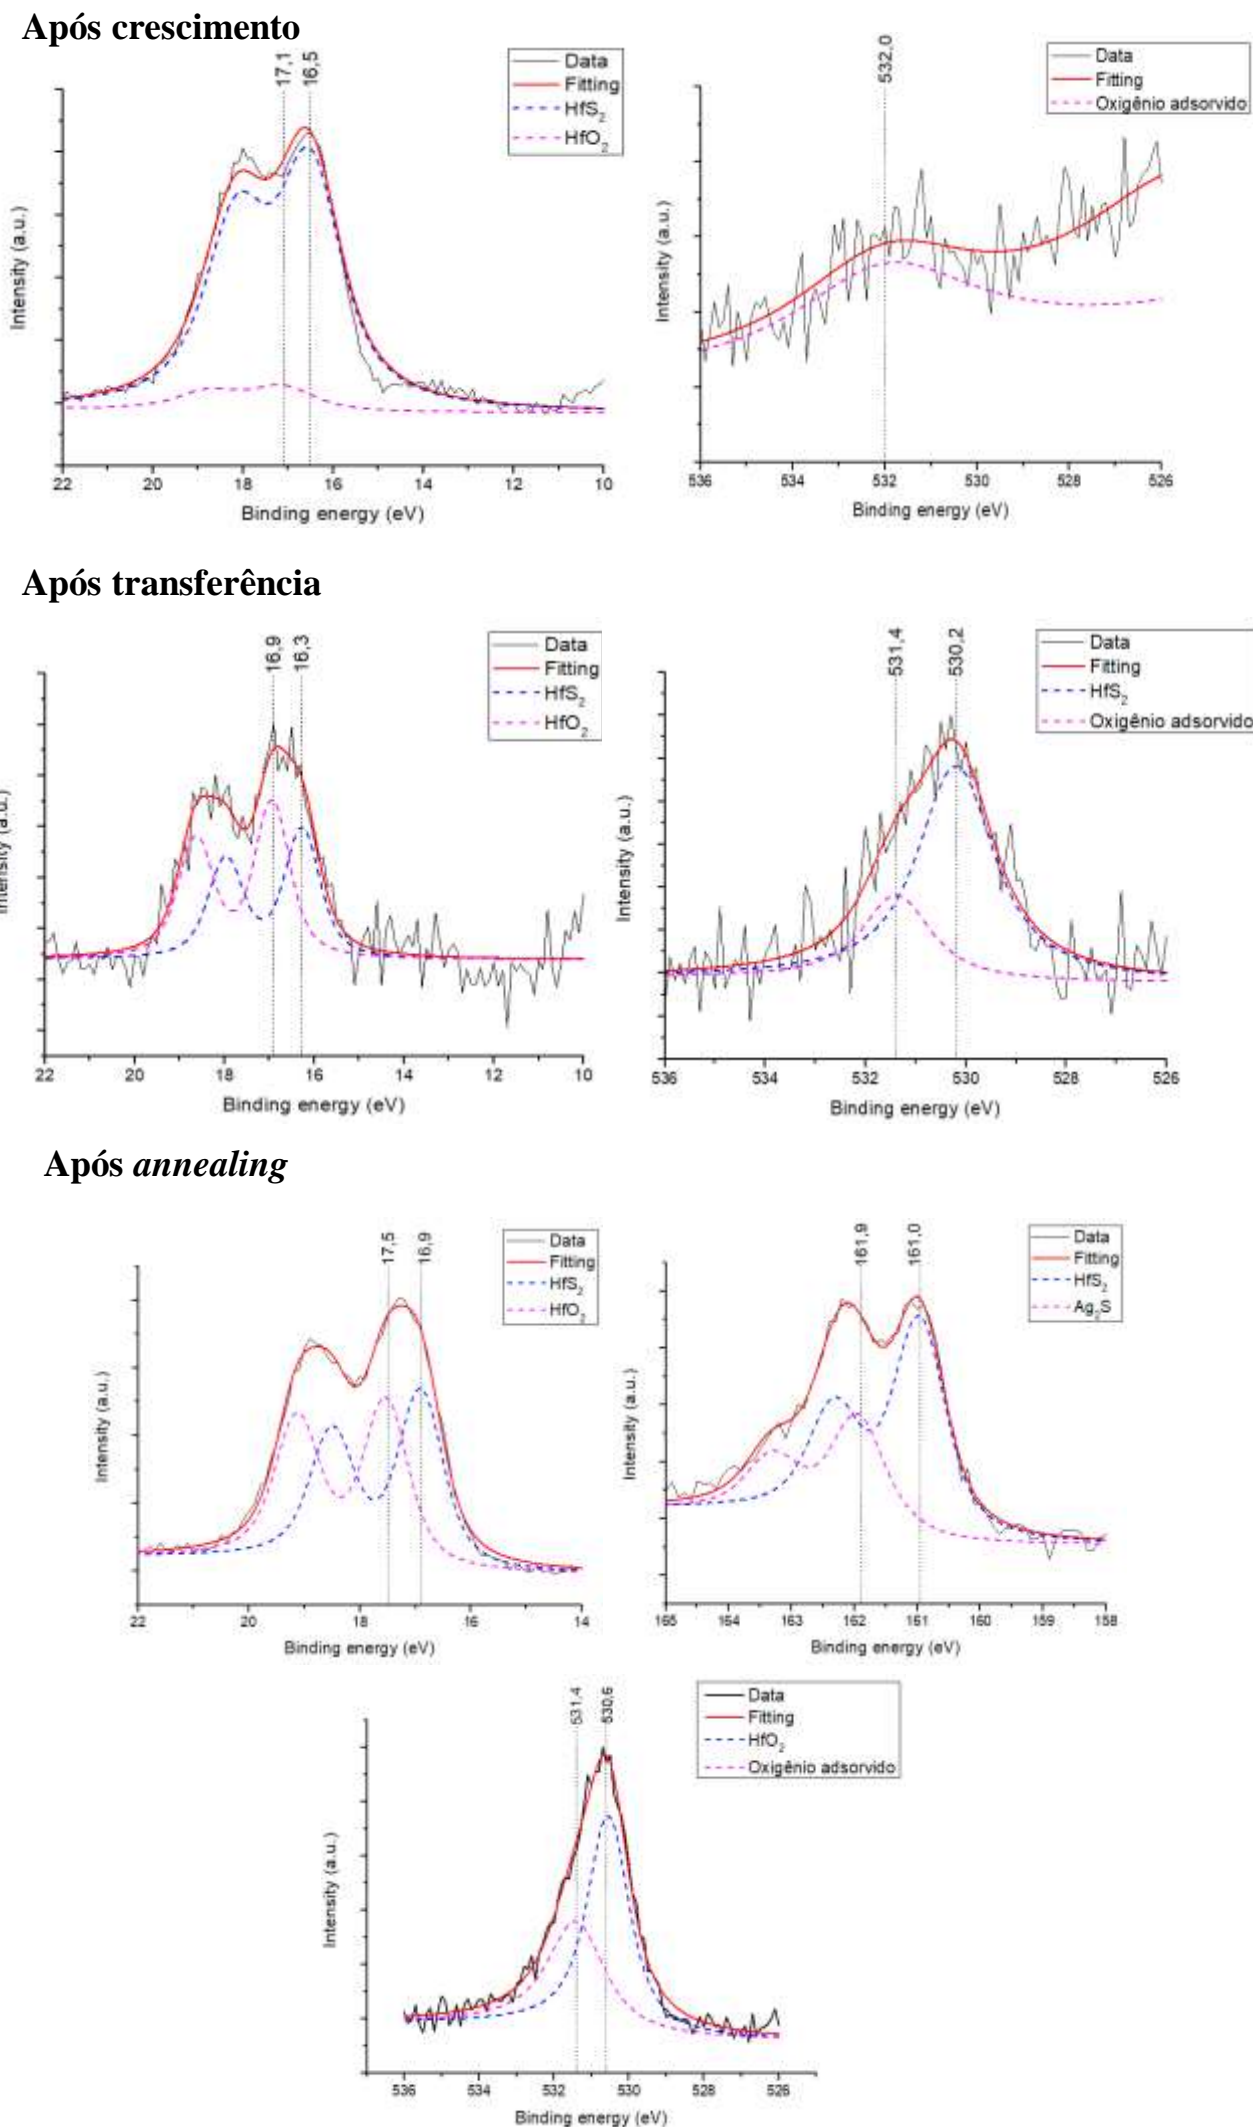 Após crescimento
17,1
16,5
Data
Fitting
HfS2
HfO2
Intensity (a.u.)
22 20 18 16 14 12 10
Binding energy (eV)
532,0
Data
Fitting
Oxigênio adsorvido
Intensity (a.u.)
536 534 532 530 528 526
Binding energy (eV)
Após transferência
16,9
16,3
Data
Fitting
HfS2
HfO2
Intensity (a.u.)
22 20 18 16 14 12 10
Binding energy (eV)
531,4
530,2
Data
Fitting
HfS2
Oxigênio adsorvido
Intensity (a.u.)
536 534 532 530 528 526
Binding energy (eV)
Após annealing
17,5
16,9
Data
Fitting
HfS2
HfO2
Intensity (a.u.)
22 20 18 16 14
Binding energy (eV)
161,9
161,0
Data
Fitting
HfS2
Ag2S
Intensity (a.u.)
165 164 163 162 161 160 159 158
Binding energy (eV)
531,4
530,6
Data
Fitting
HfO2
Oxigênio adsorvido
Intensity (a.u.)
536 534 532 530 528 526
Binding energy (eV)